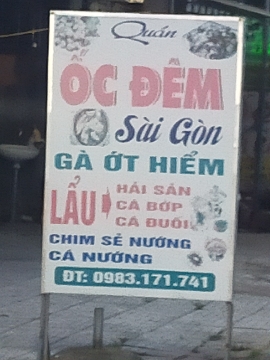 Quán
ỐC ĐÊM
Sài Gòn
GÀ ỚT HIỂM
LẨU
HẢI SẢN
CÁ BỚP
CÁ ĐUỐI
CHIM SẺ NƯỚNG
CÁ NƯỚNG
ĐT: 0983.171.741